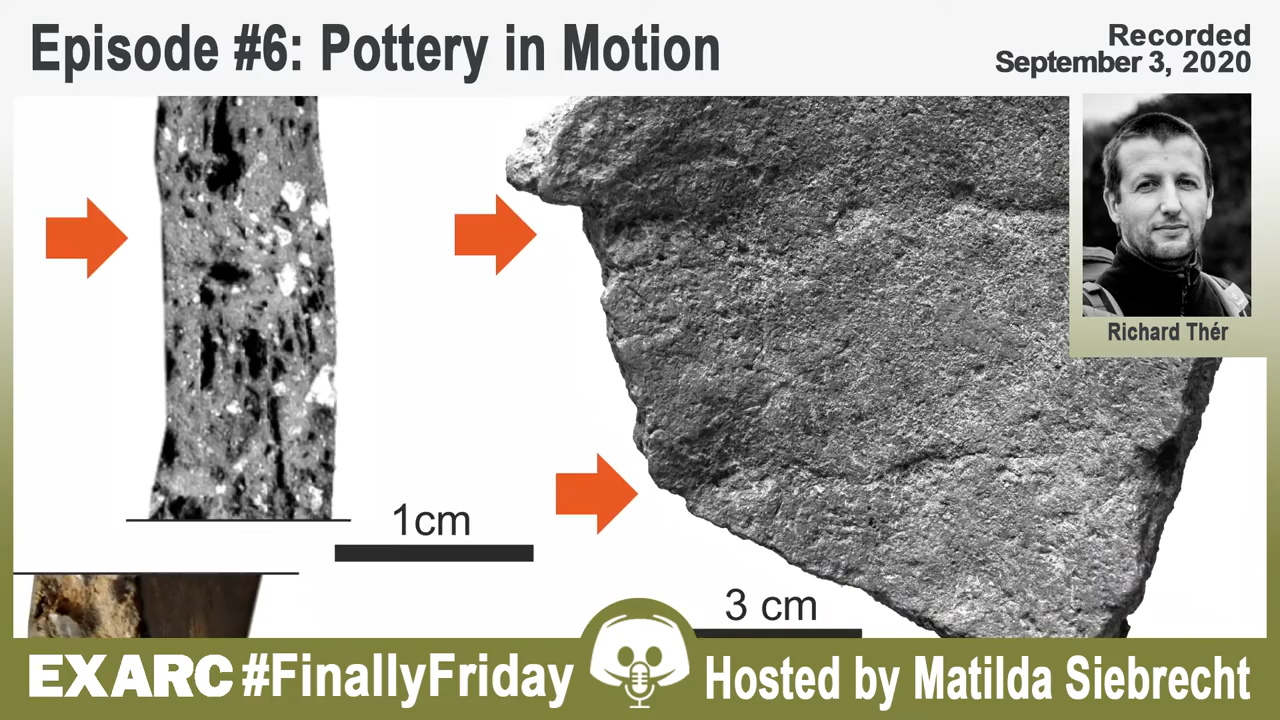 Episode #6: Pottery in Motion
Recorded
September 3, 2020
Richard Thér
1cm
3 cm
EXARC #FinallyFriday
Hosted by Matilda Siebrecht